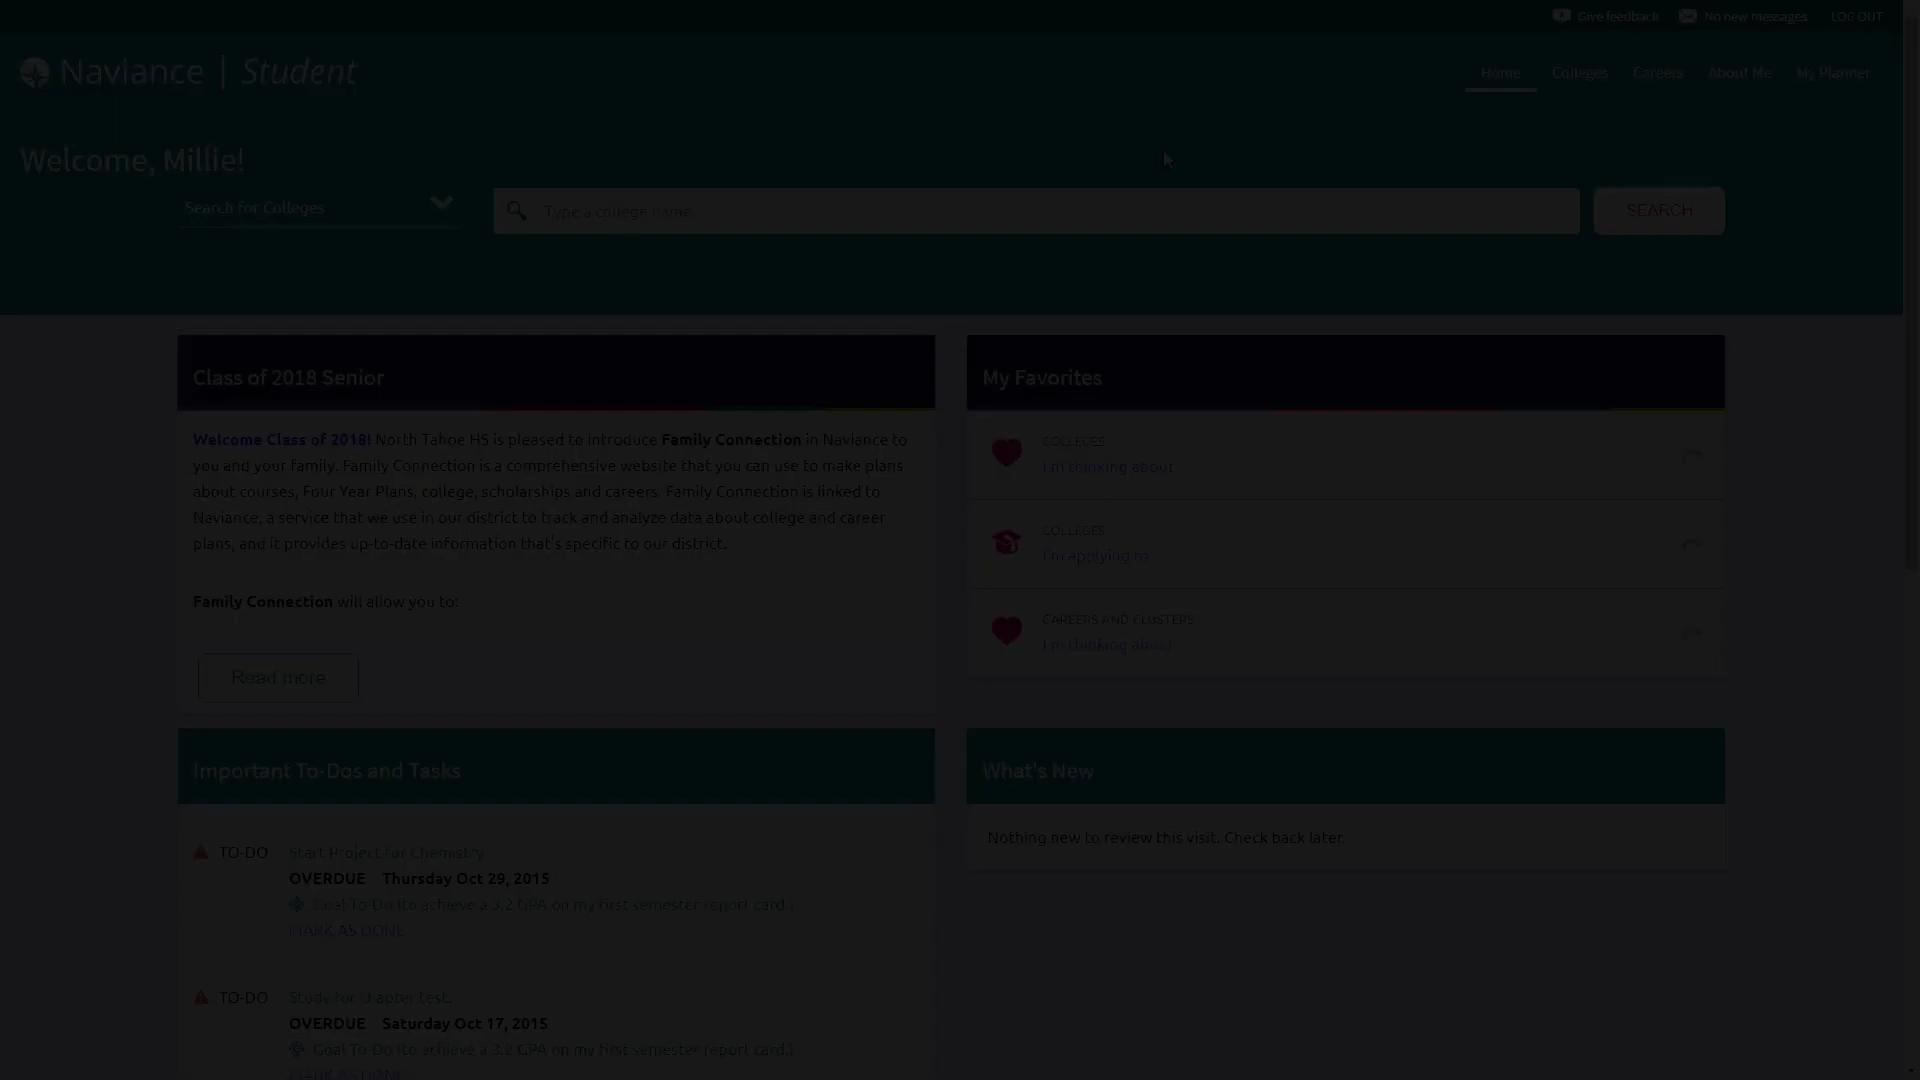 Give feedback
No new messages
LOG OUT
Naviance | Student
Home
Colleges
Careers
About Me
My Planner
Welcome, Millie!
Search for Colleges
Type a college name
SEARCH
Class of 2018 Senior
Welcome Class of 2018! North Tahoe HS is pleased to introduce Family Connection in Naviance to
you and your family. Family Connection is a comprehensive website that you can use to make plans
about courses, Four Year Plans, college, scholarships and careers. Family Connection is linked to
Naviance, a service that we use in our district to track and analyze data about college and career
plans, and it provides up-to-date information that's specific to our district.
Family Connection will allow you to:
Read more
My Favorites
COLLEGES
I'm thinking about
COLLEGES
I'm applying to
CAREERS AND CLUSTERS
I'm thinking about
Important To-Dos and Tasks
TO-DO
Start Project for Chemistry
OVERDUE Thursday Oct 29, 2015
Goal To-Do (to achieve a 3.2 GPA on my first semester report card.)
MARK AS DONE
TO-DO
Study for chapter test.
OVERDUE Saturday Oct 17, 2015
Goal To-Do (to achieve a 3.2 GPA on my first semester report card.)
MARK AS DONE
What's New
Nothing new to review this visit. Check back later.